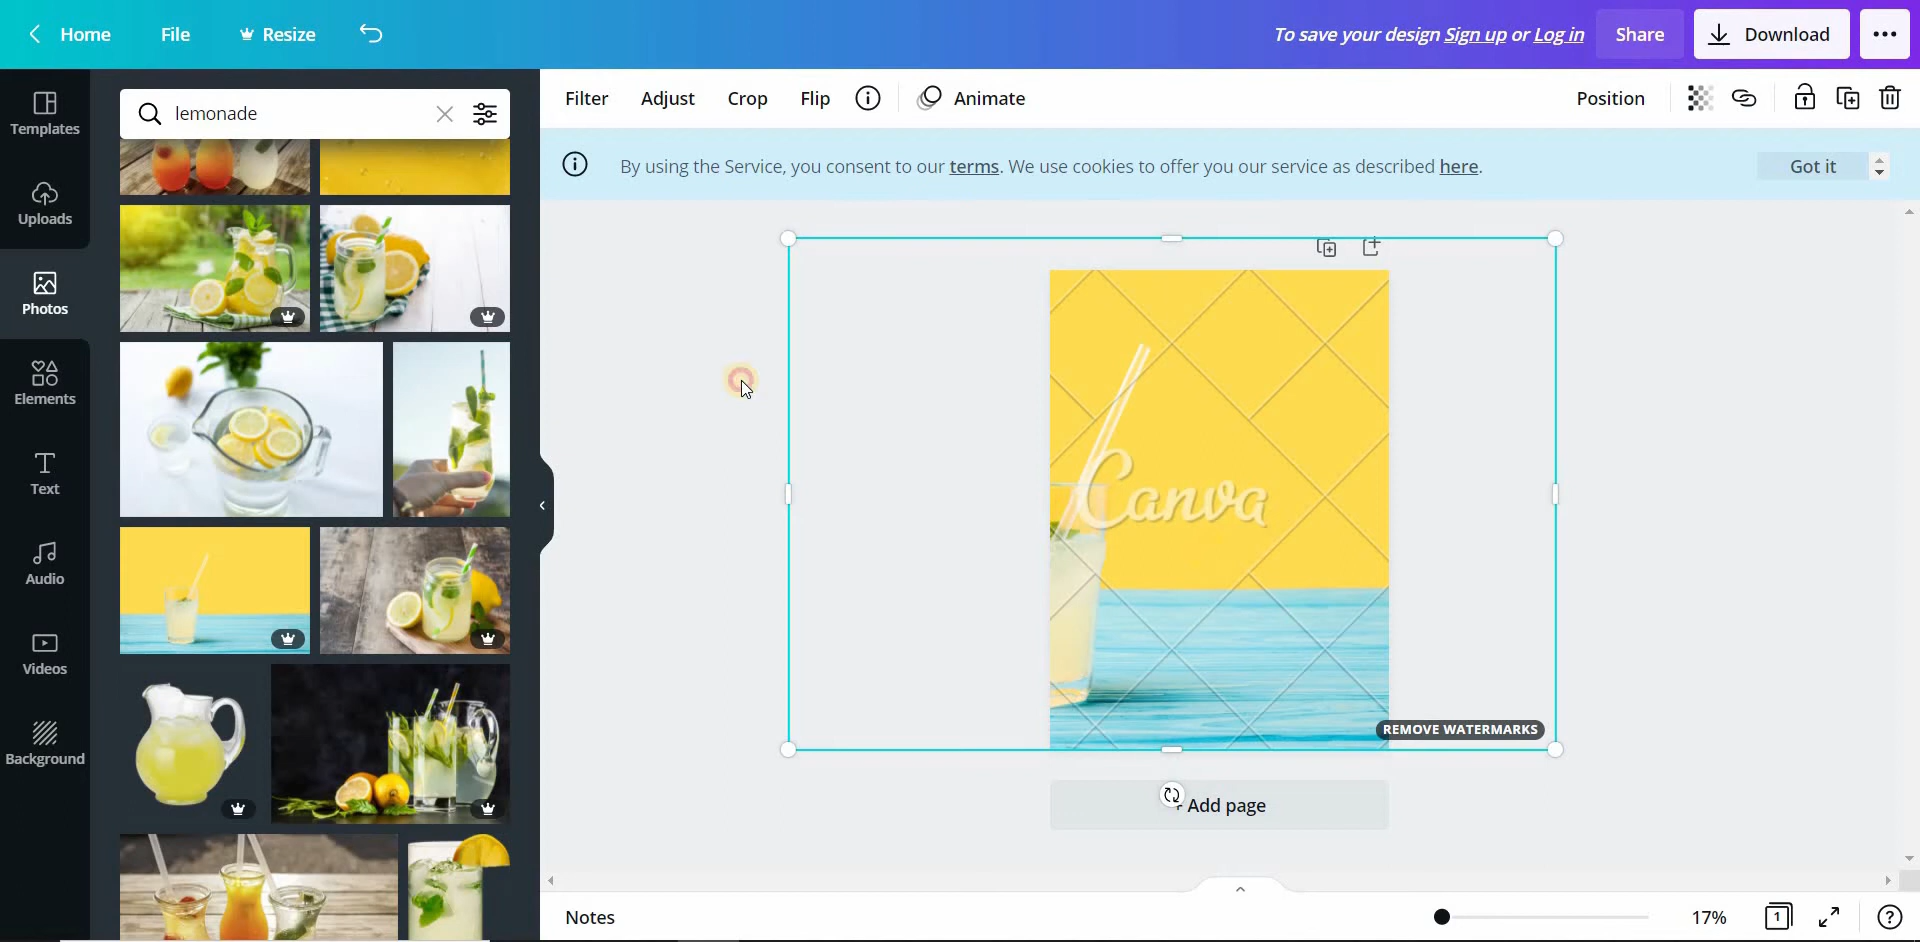 Home
File
Resize
To save your design Sign up or Log in
Share
Download
Templates
Uploads
Photos
Elements
Text
Audio
Videos
Background
lemonade
Filter
Adjust
Crop
Flip
Animate
Position
By using the Service, you consent to our terms. We use cookies to offer you our service as described here.
Got it
Canva
REMOVE WATERMARKS
+ Add page
Notes
17%
1